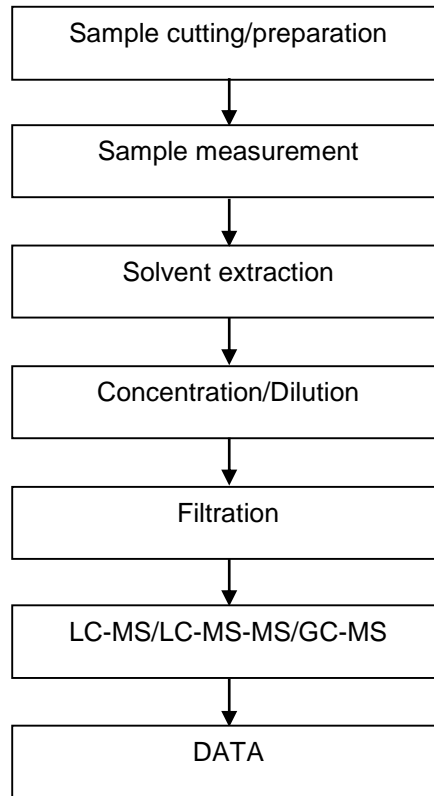 Sample cutting/preparation
Sample measurement
Solvent extraction
Concentration/Dilution
Filtration
LC-MS/LC-MS-MS/GC-MS
DATA